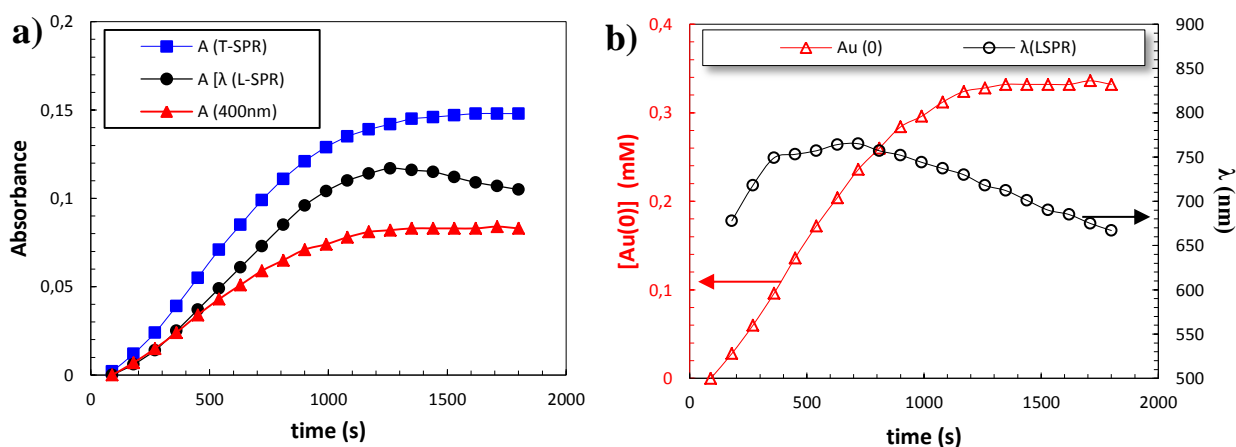 a)
A (T-SPR)
A [λ (L-SPR)
A (400nm)
Absorbance
0,2
0,15
0,1
0,05
0
0 500 1000 1500 2000
time (s)
b)
Au (0) λ(LSPR)
[Au(0)] (mM)
0,4
0,3
0,2
0,1
0
λ (nm)
900
850
800
750
700
650
600
550
500
0 500 1000 1500 2000
time (s)